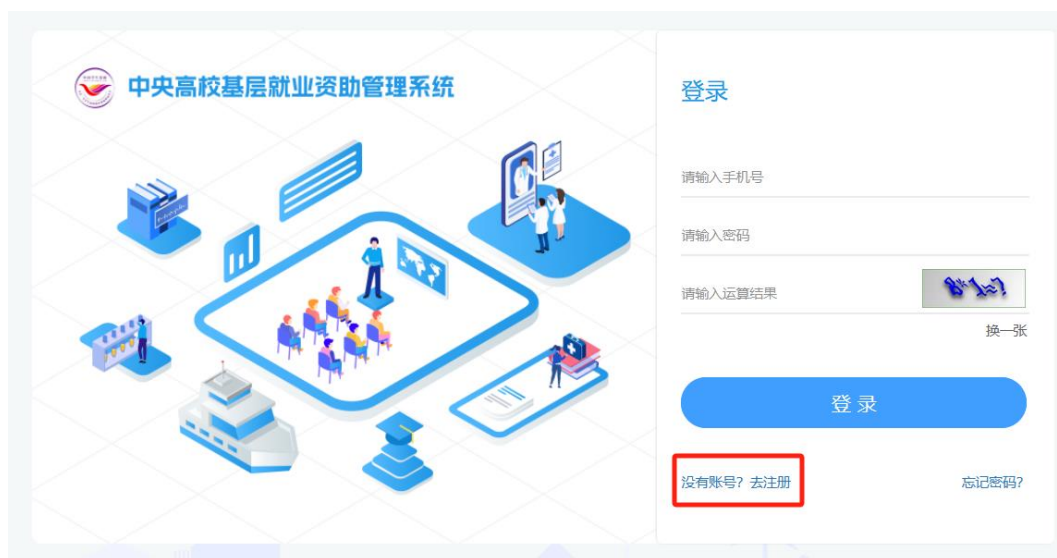 中央高校基层就业资助管理系统
登录
请输入手机号
请输入密码
请输入运算结果
8*1=?
换一张
登 录
没有账号？去注册
忘记密码?